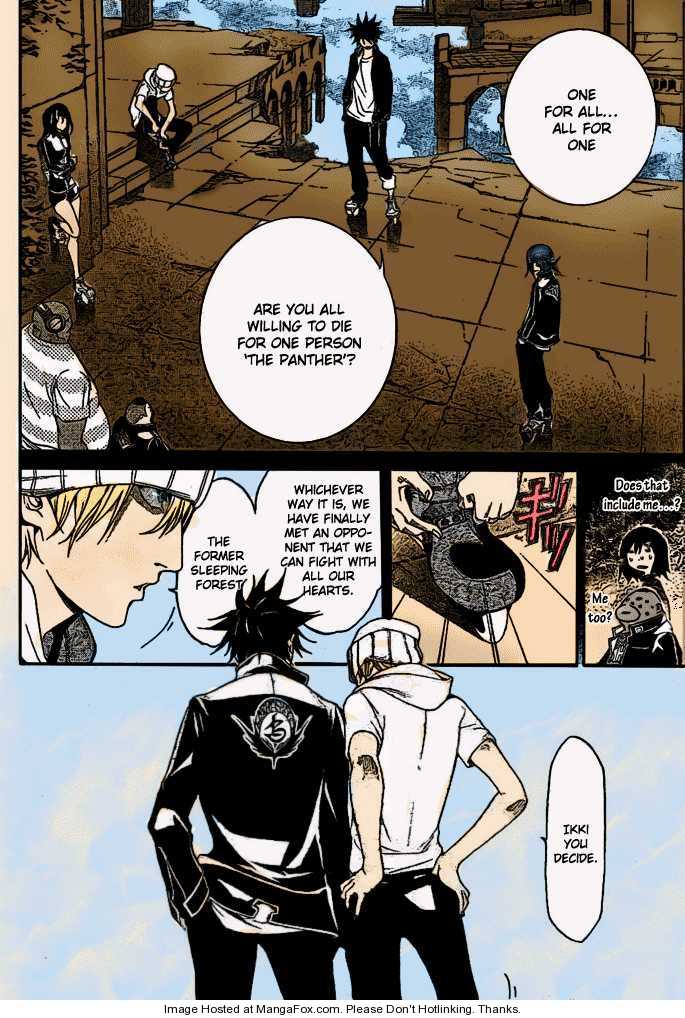 ONE
FOR ALL...
ALL FOR
ONE
ARE YOU ALL
WILLING TO DIE
FOR ONE PERSON
'THE PANTHER'?
WHICHEVER
WAY IT IS, WE
HAVE FINALLY
MET AN OPPO-
NENT THAT WE
CAN FIGHT WITH
ALL OUR
HEARTS.
THE
FORMER
SLEEPING
FOREST
ギッ
Does that
include me...?
Me
too?
IKKI
YOU
DECIDE.
Image Hosted at MangaFox.com. Please Don't Hotlinking. Thanks.